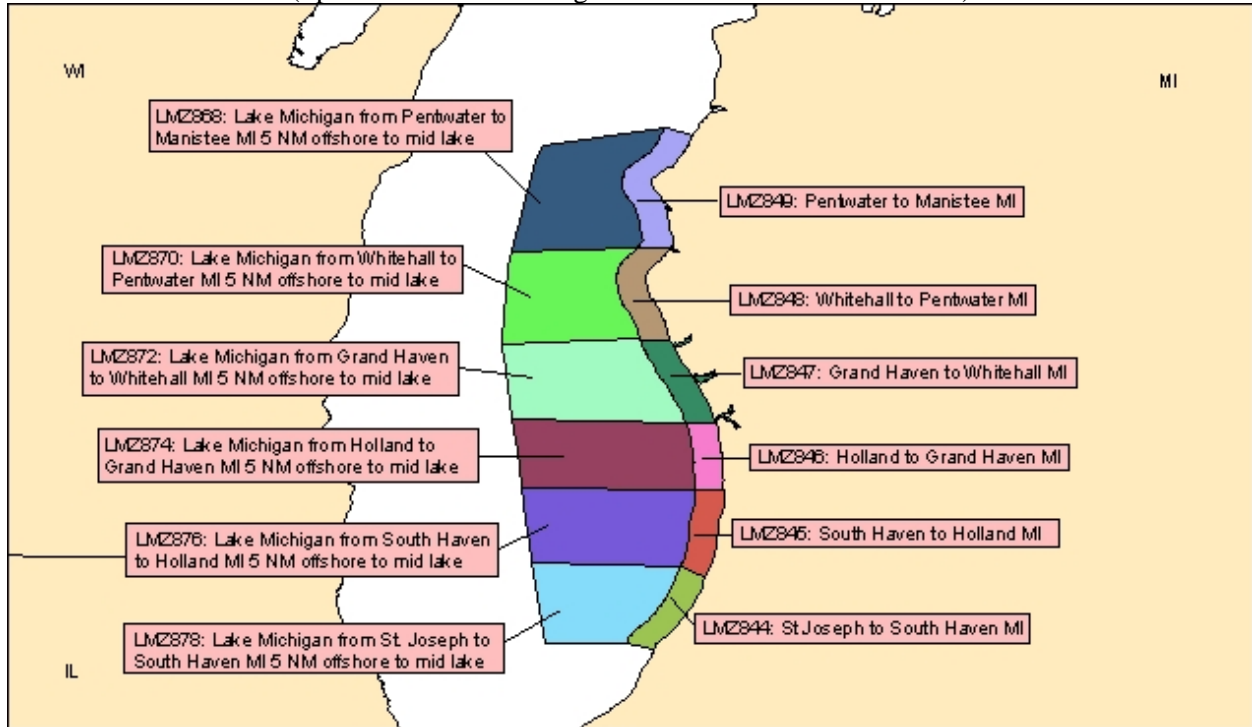 WI
MI
LMZ868: Lake Michigan from Pentwater to
Manistee MI 5 NM offshore to mid lake
LMZ849: Pentwater to Manistee MI
LMZ870: Lake Michigan from Whitehall to
Pentwater MI 5 NM offshore to mid lake
LMZ848: Whitehall to Pentwater MI
LMZ872: Lake Michigan from Grand Haven
to Whitehall MI 5 NM offshore to mid lake
LMZ847: Grand Haven to Whitehall MI
LMZ874: Lake Michigan from Holland to
Grand Haven MI 5 NM offshore to mid lake
LMZ846: Holland to Grand Haven MI
LMZ876: Lake Michigan from South Haven
to Holland MI 5 NM offshore to mid lake
LMZ845: South Haven to Holland MI
LMZ878: Lake Michigan from St. Joseph to
South Haven MI 5 NM offshore to mid lake
LMZ844: St.Joseph to South Haven MI
IL